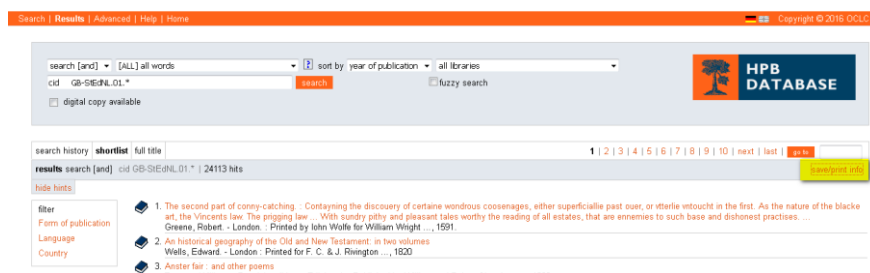 Search | Results | Advanced | Help | Home Copyright © 2016 OCLC
search [and] [ALL] all words ? sort by year of publication all libraries
cid GB-StEdNL.01.* search fuzzy search
digital copy available
HPB
DATABASE
search history shortlist full title 1 | 2 | 3 | 4 | 5 | 6 | 7 | 8 | 9 | 10 | next | last | go to
results search [and] cid GB-StEdNL.01.* | 24113 hits save/print info
hide hints
filter
Form of publication
Language
Country
1. The second part of conny-catching. : Contayning the discouery of certaine wondrous coosenages, either superficiallie past ouer, or vtterlie vntoucht in the first. As the nature of the blacke
art, the Vincents law. The prigging law ... With sundry pithy and pleasant tales worthy the reading of all estates, that are ennemies to such base and dishonest practises. ...
Greene, Robert. - London. : Printed by Iohn Wolfe for William Wright ..., 1591.
2. An historical geography of the Old and New Testament: in two volumes
Wells, Edward. - London : Printed for F. C. & J. Rivington ..., 1820
3. Anster fair : and other poems